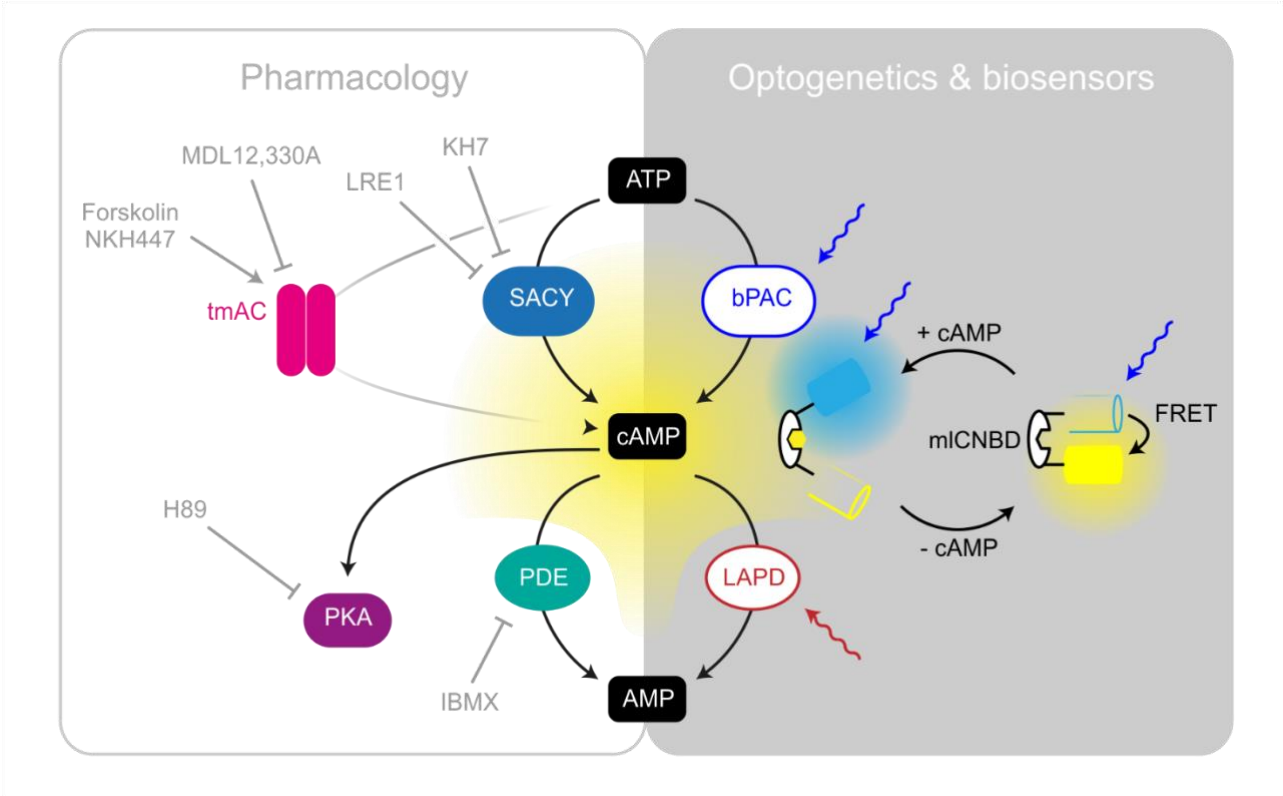 Pharmacology
Optogenetics & biosensors
KH7
MDL12,330A
LRE1
ATP
Forskolin
NKH447
tmAC
SACY
bPAC
+ cAMP
FRET
cAMP
mlCNBD
- cAMP
H89
PDE
LAPD
PKA
IBMX
AMP